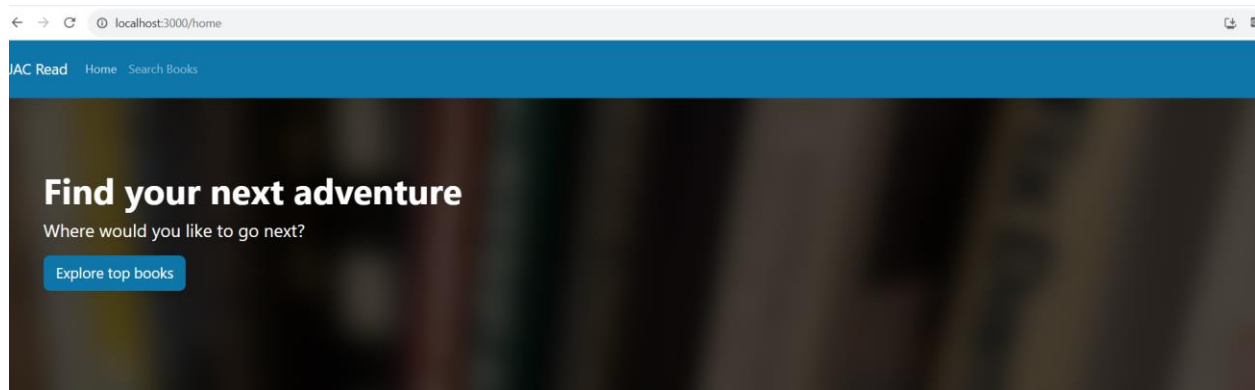 localhost:3000/home
JAC Read Home Search Books
Find your next adventure
Where would you like to go next?
Explore top books